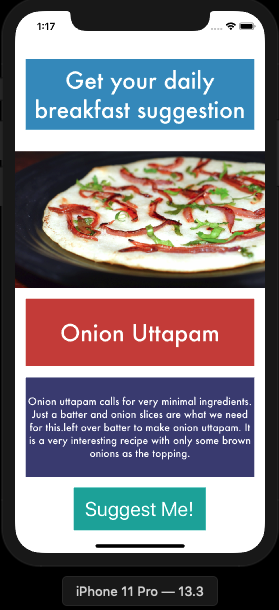 1:17
Get your daily
breakfast suggestion
Onion Uttapam
Onion uttapam calls for very minimal ingredients.
Just a batter and onion slices are what we need
for this.left over batter to make onion uttapam. It
is a very interesting recipe with only some brown
onions as the topping.
Suggest Me!
iPhone 11 Pro — 13.3